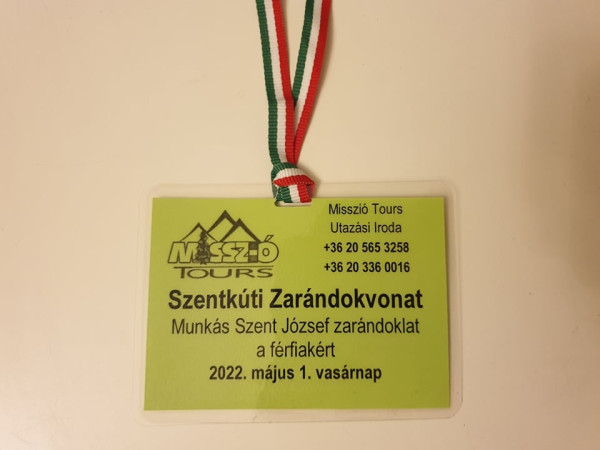 MISSZIÓ
TOURS
Misszió Tours
Utazási Iroda
+36 20 565 3258
+36 20 336 0016
Szentkúti Zarándokvonat
Munkás Szent József zarándoklat
a férfiakért
2022. május 1. vasárnap